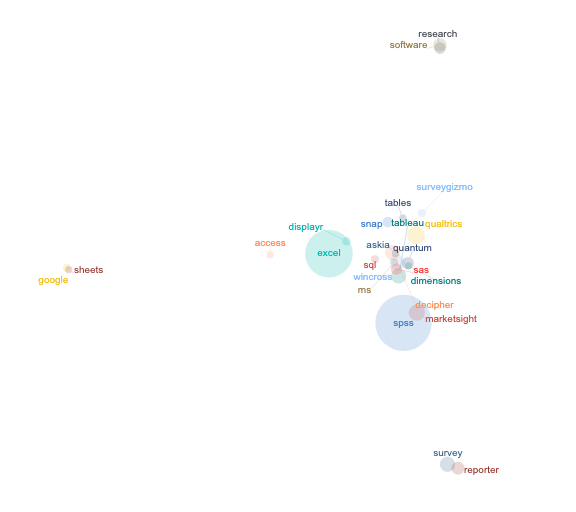 research
software
surveygizmo
tables
snap
tableau
qualtrics
displayr
access
askia
quantum
excel
sql
sas
sheets
google
wincross
dimensions
ms
decipher
marketsight
spss
survey
reporter